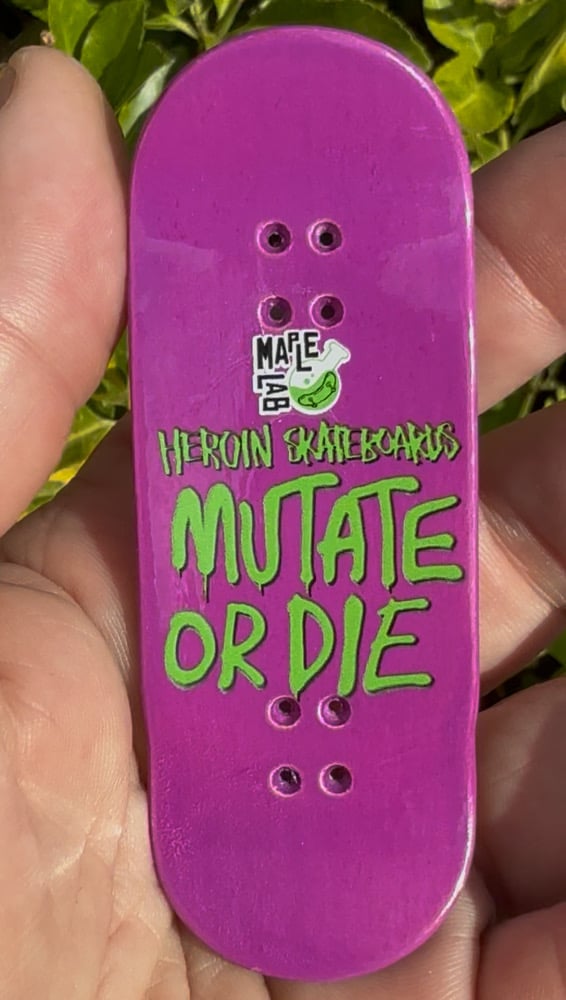 MAPLE
LAB
HEROIN SKATEBOARDS
MUTATE
OR DIE